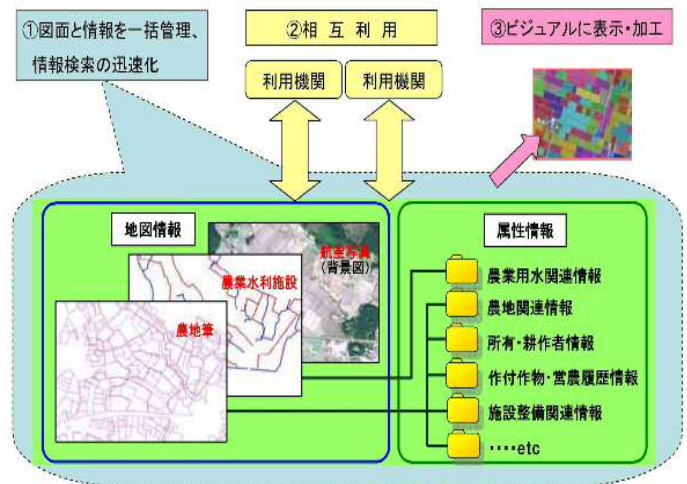 ①図面と情報を一括管理、
情報検索の迅速化
②相互利用
利用機関
利用機関
③ビジュアルに表示・加工
地図情報
航空写真
(背景図)
農業水利施設
農地筆
属性情報
農業用水関連情報
農地関連情報
所有・耕作者情報
作付作物・営農履歴情報
施設整備関連情報
‥‥etc